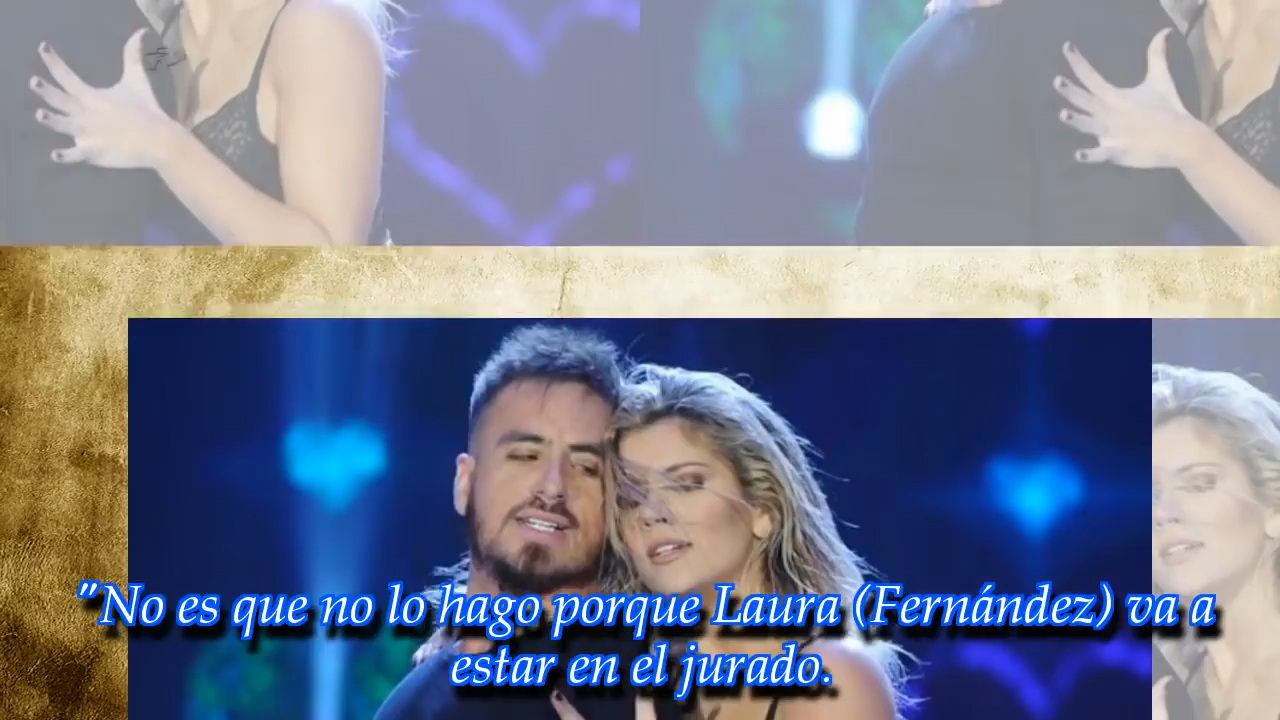 "No es que no lo hago porque Laura (Fernández) va a
estar en el jurado.